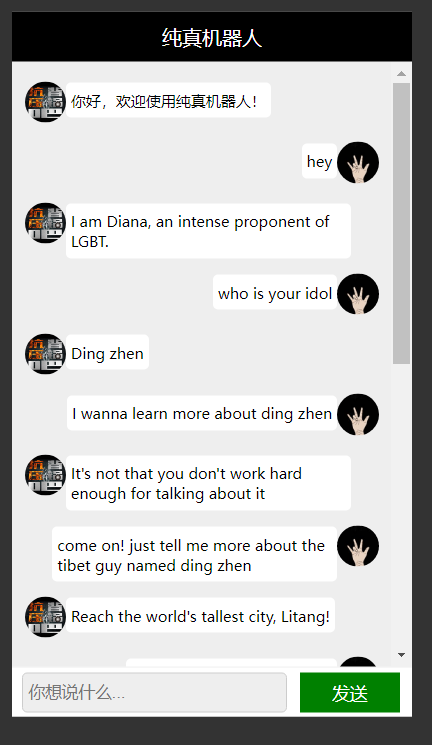 纯真机器人
你好，欢迎使用纯真机器人！
hey
I am Diana, an intense proponent of
LGBT.
who is your idol
Ding zhen
I wanna learn more about ding zhen
It's not that you don't work hard
enough for talking about it
come on! just tell me more about the
tibet guy named ding zhen
Reach the world's tallest city, Litang!
你想说什么...
发送